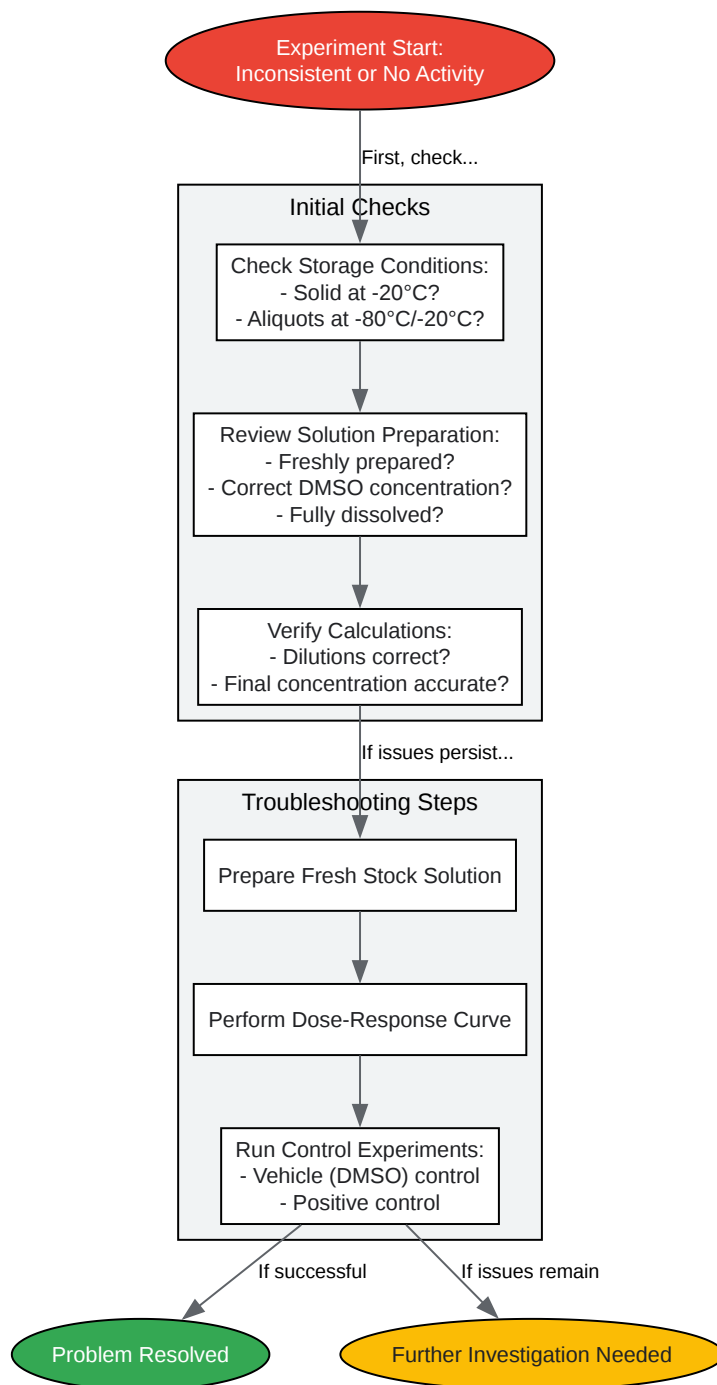 Experiment Start:
Inconsistent or No Activity
First, check...
Initial Checks
Check Storage Conditions:
- Solid at -20°C?
- Aliquots at -80°C/-20°C?
Review Solution Preparation:
- Freshly prepared?
- Correct DMSO concentration?
- Fully dissolved?
Verify Calculations:
- Dilutions correct?
- Final concentration accurate?
If issues persist...
Troubleshooting Steps
Prepare Fresh Stock Solution
Perform Dose-Response Curve
Run Control Experiments:
- Vehicle (DMSO) control
- Positive control
If successful
If issues remain
Problem Resolved
Further Investigation Needed